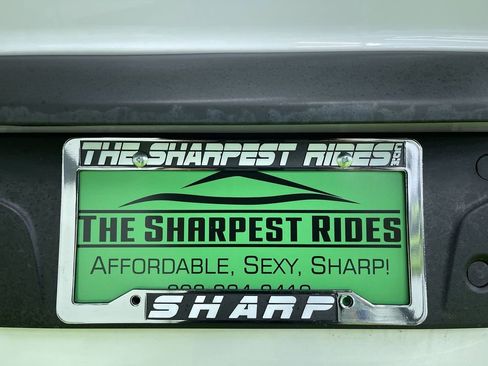 THE SHARPEST RIDES
THE SHARPEST RIDES
AFFORDABLE, SEXY, SHARP!
SHARP